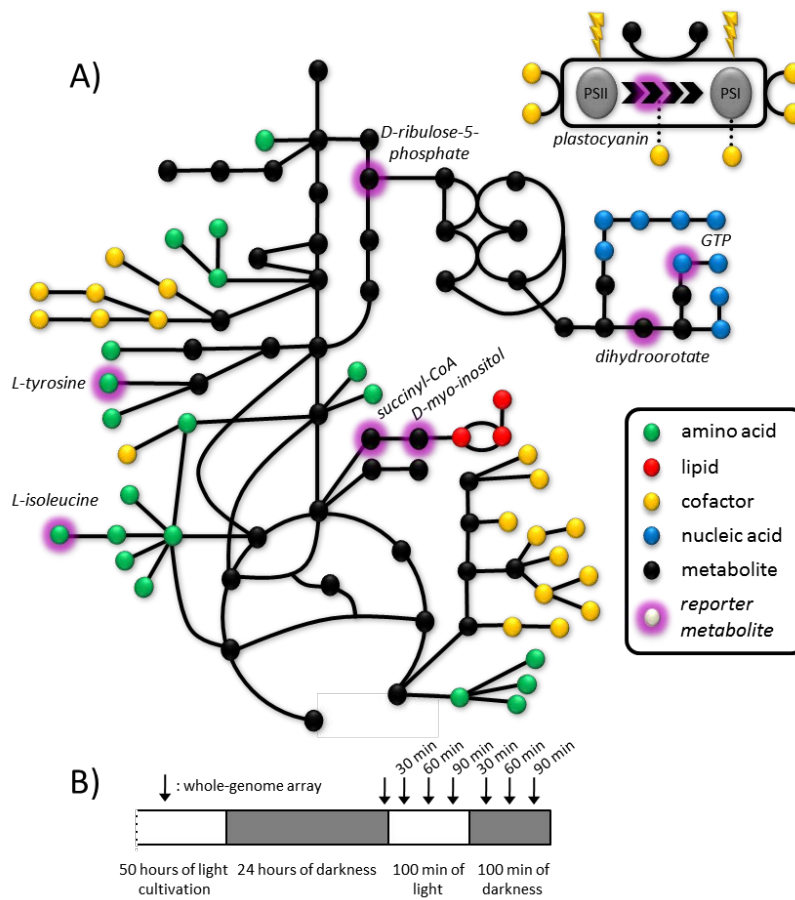 A)
PSII
PSI
plastocyanin
D-ribulose-5-
phosphate
GTP
dihydroorotate
L-tyrosine
succinyl-CoA
D-myo-inositol
L-isoleucine
amino acid
lipid
cofactor
nucleic acid
metabolite
reporter
metabolite
B)
: whole-genome array
30 min
60 min
90 min
30 min
60 min
90 min
50 hours of light
cultivation
24 hours of darkness
100 min of
light
100 min of
darkness